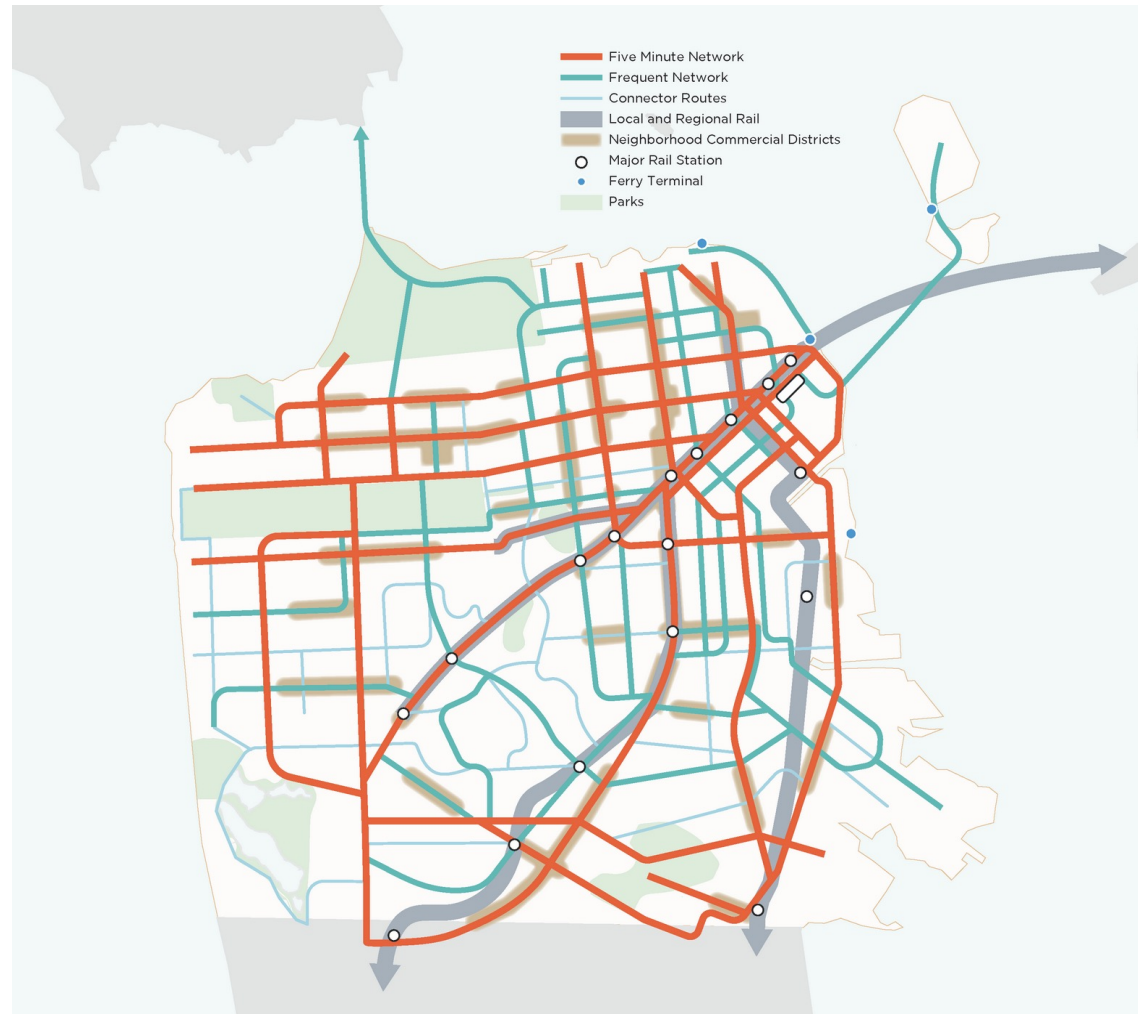 Five Minute Network
Frequent Network
Connector Routes
Local and Regional Rail
Neighborhood Commercial Districts
Major Rail Station
Ferry Terminal
Parks